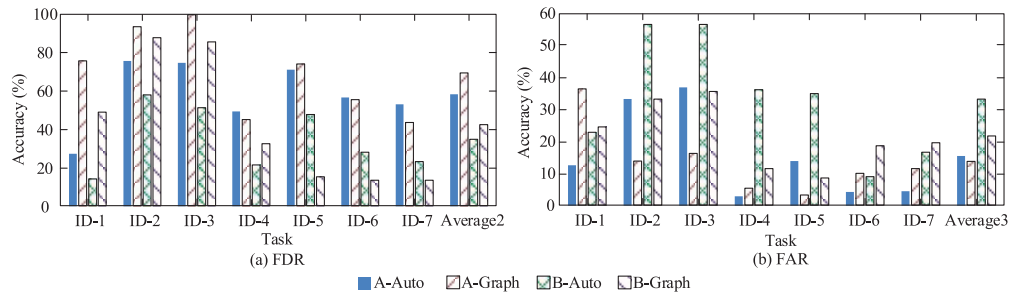 100
80
60
40
20
0
Accuracy (%)
ID-1 ID-2 ID-3 ID-4 ID-5 ID-6 ID-7 Average2
Task
(a) FDR
60
50
40
30
20
10
0
Accuracy (%)
ID-1 ID-2 ID-3 ID-4 ID-5 ID-6 ID-7 Average3
Task
(b) FAR
A-Auto A-Graph B-Auto B-Graph